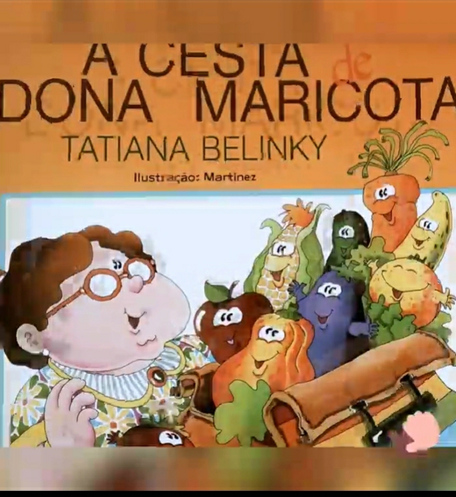 A CESTA de
DONA MARICOTA
TATIANA BELINKY
Ilustração: Martinez